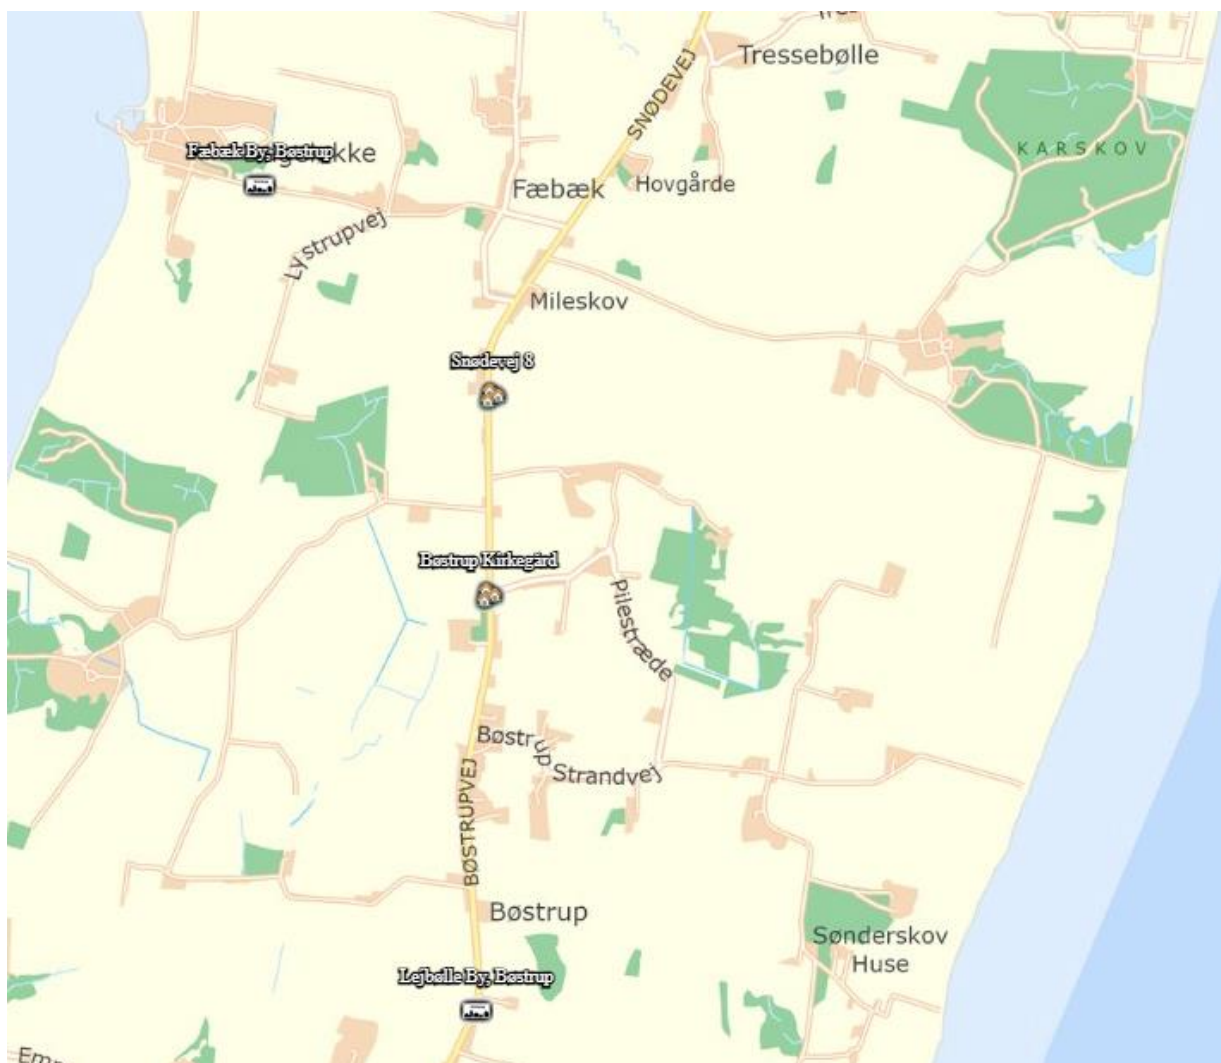 Tressebølle
SNØDEVEJ
KARSKOV
Fæbæk By, Bøstrup
Fæbæk
Hovgårde
Lystrupvej
Mileskov
Snødevej 8
Bøstrup Kirkegård
Pilestræde
Bøstrup Strandvej
BØSTRUPVEJ
Bøstrup
Sønderskov
Huse
Lejbølle By, Bøstrup